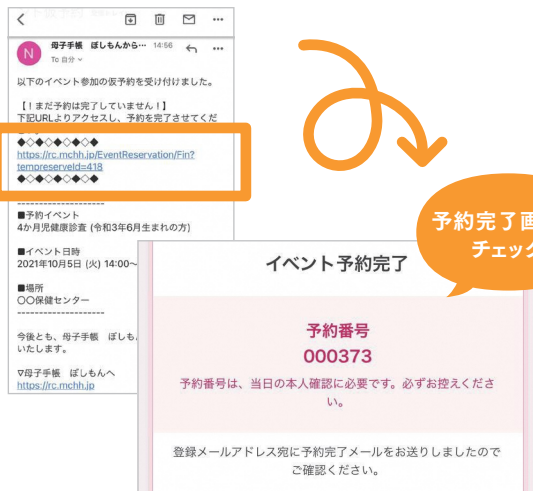 N
母子手帳 ぼしもんから… 14:56
To 自分
以下のイベント参加の仮予約を受け付けました。
【！まだ予約は完了していません！】
下記URLよりアクセスし、予約を完了させてくだ
◆◇◆◇◆◇◆
https://rc.mchh.jp/EventReservation/Fin?
tempreserveId=418
◆◇◆◇◆◇◆
--------------------
■予約イベント
4か月児健康診査 (令和3年6月生まれの方)
■イベント日時
2021年10月5日 (火) 14:00〜
■場所
〇〇保健センター
--------------------
今後とも、母子手帳 ぼしも
いたします。
▽母子手帳 ぼしもんへ
https://rc.mchh.jp
予約完了画
チェック
イベント予約完了
予約番号
000373
予約番号は、当日の本人確認に必要です。必ずお控えくださ
い。
登録メールアドレス宛に予約完了メールをお送りしましたので
ご確認ください。